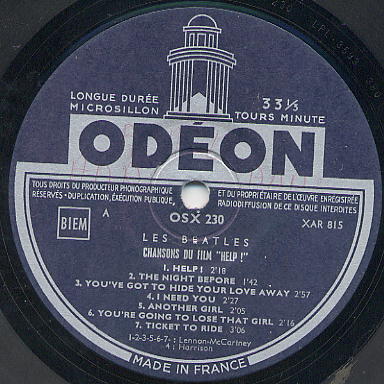 LONGUE DURÉE
MICROSILLON
33 1/3
TOURS MINUTE
ODÉON
TOUS DROITS DU PRODUCTEUR PHONOGRAPHIQUE
ET DU PROPRIÉTAIRE DE L'ŒUVRE ENREGISTRÉE
RÉSERVÉS · DUPLICATION, EXÉCUTION PUBLIQUE,
RADIODIFFUSION DE CE DISQUE INTERDITES
BIEM
A
OSX 230
XAR 815
LES BEATLES
CHANSONS DU FILM "HELP !"
1. HELP ! 2'18
2. THE NIGHT BEPORE 1'42
3. YOU'VE GOT TO HIDE YOUR LOVE AWAY 2'57
4. I NEED YOU 2'27
5. ANOTHER GIRL 2'05
6. YOU'RE GOING TO LOSE THAT GIRL 2'16
7. TICKET TO RIDE 3'06
1-2-3-5-6-7- : Lennon-McCartney
4 : Harrison
MADE IN FRANCE